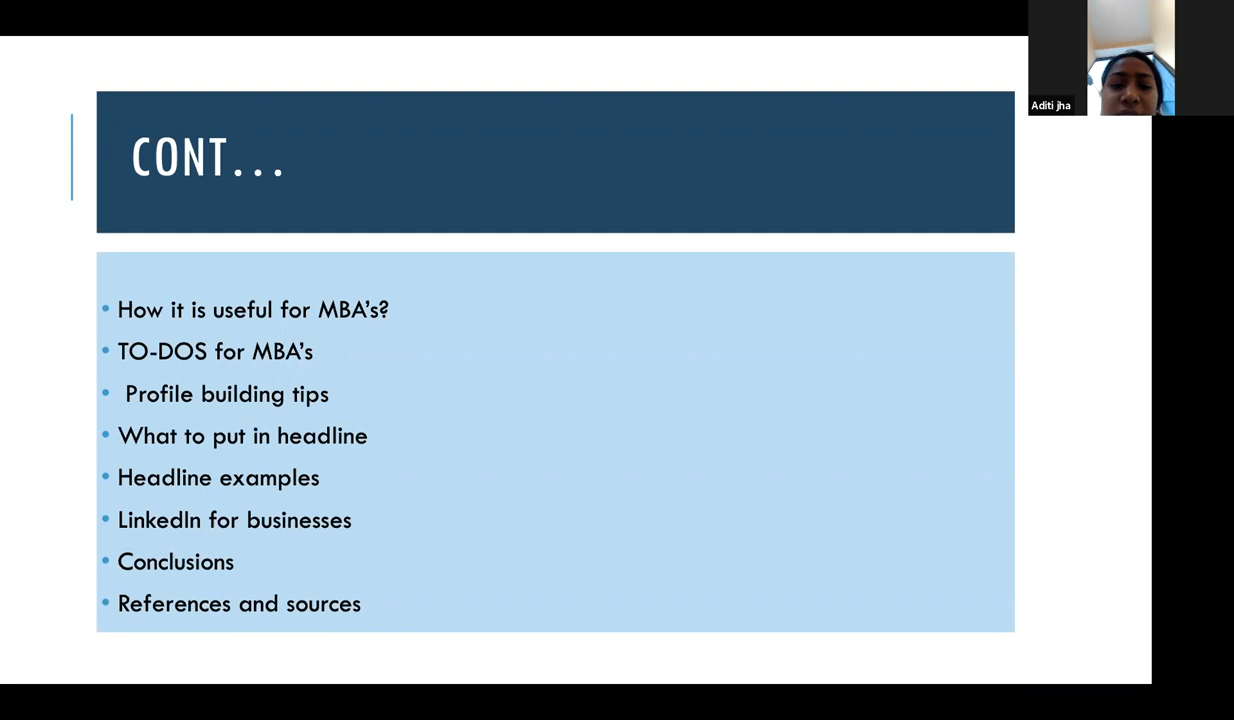 Aditi jha
CONT...
• How it is useful for MBA's?
• TO-DOS for MBA's
• Profile building tips
• What to put in headline
• Headline examples
• LinkedIn for businesses
• Conclusions
• References and sources